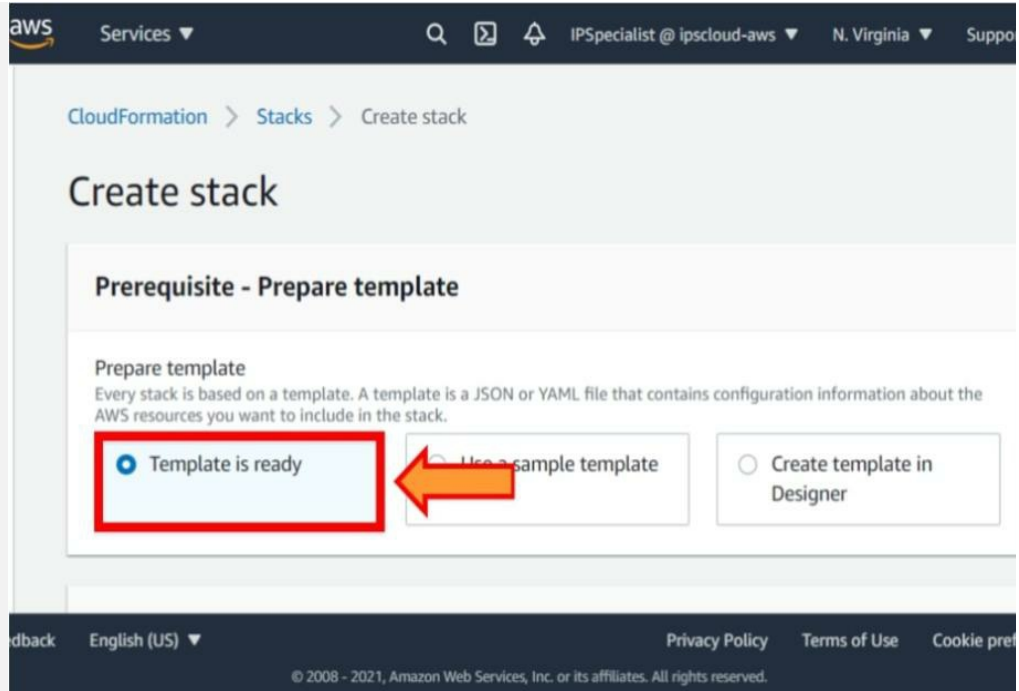 aws Services ▼ IPSpecialist @ ipscloud-aws ▼ N. Virginia ▼
CloudFormation > Stacks > Create stack
Create stack
Prerequisite - Prepare template
Prepare template
Every stack is based on a template. A template is a JSON or YAML file that contains configuration information about the
AWS resources you want to include in the stack.
Template is ready
Use a sample template
Create template in
Designer
English (US) ▼ Privacy Policy Terms of Use Cookie
© 2008 - 2021, Amazon Web Services, Inc. or its affiliates. All rights reserved.